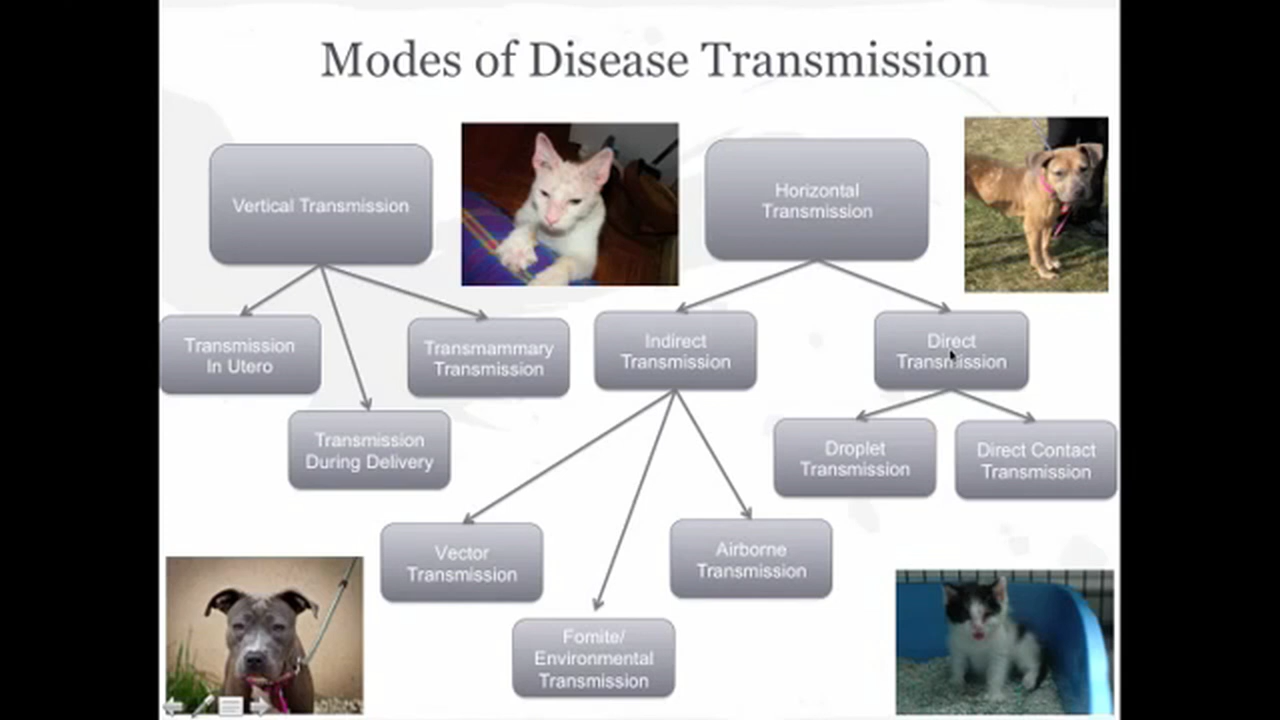 Modes of Disease Transmission
Vertical Transmission
Horizontal
Transmission
Transmission
In Utero
Transmammary
Transmission
Indirect
Transmission
Direct
Transmission
Transmission
During Delivery
Droplet
Transmission
Direct Contact
Transmission
Vector
Transmission
Airborne
Transmission
Fomite/
Environmental
Transmission